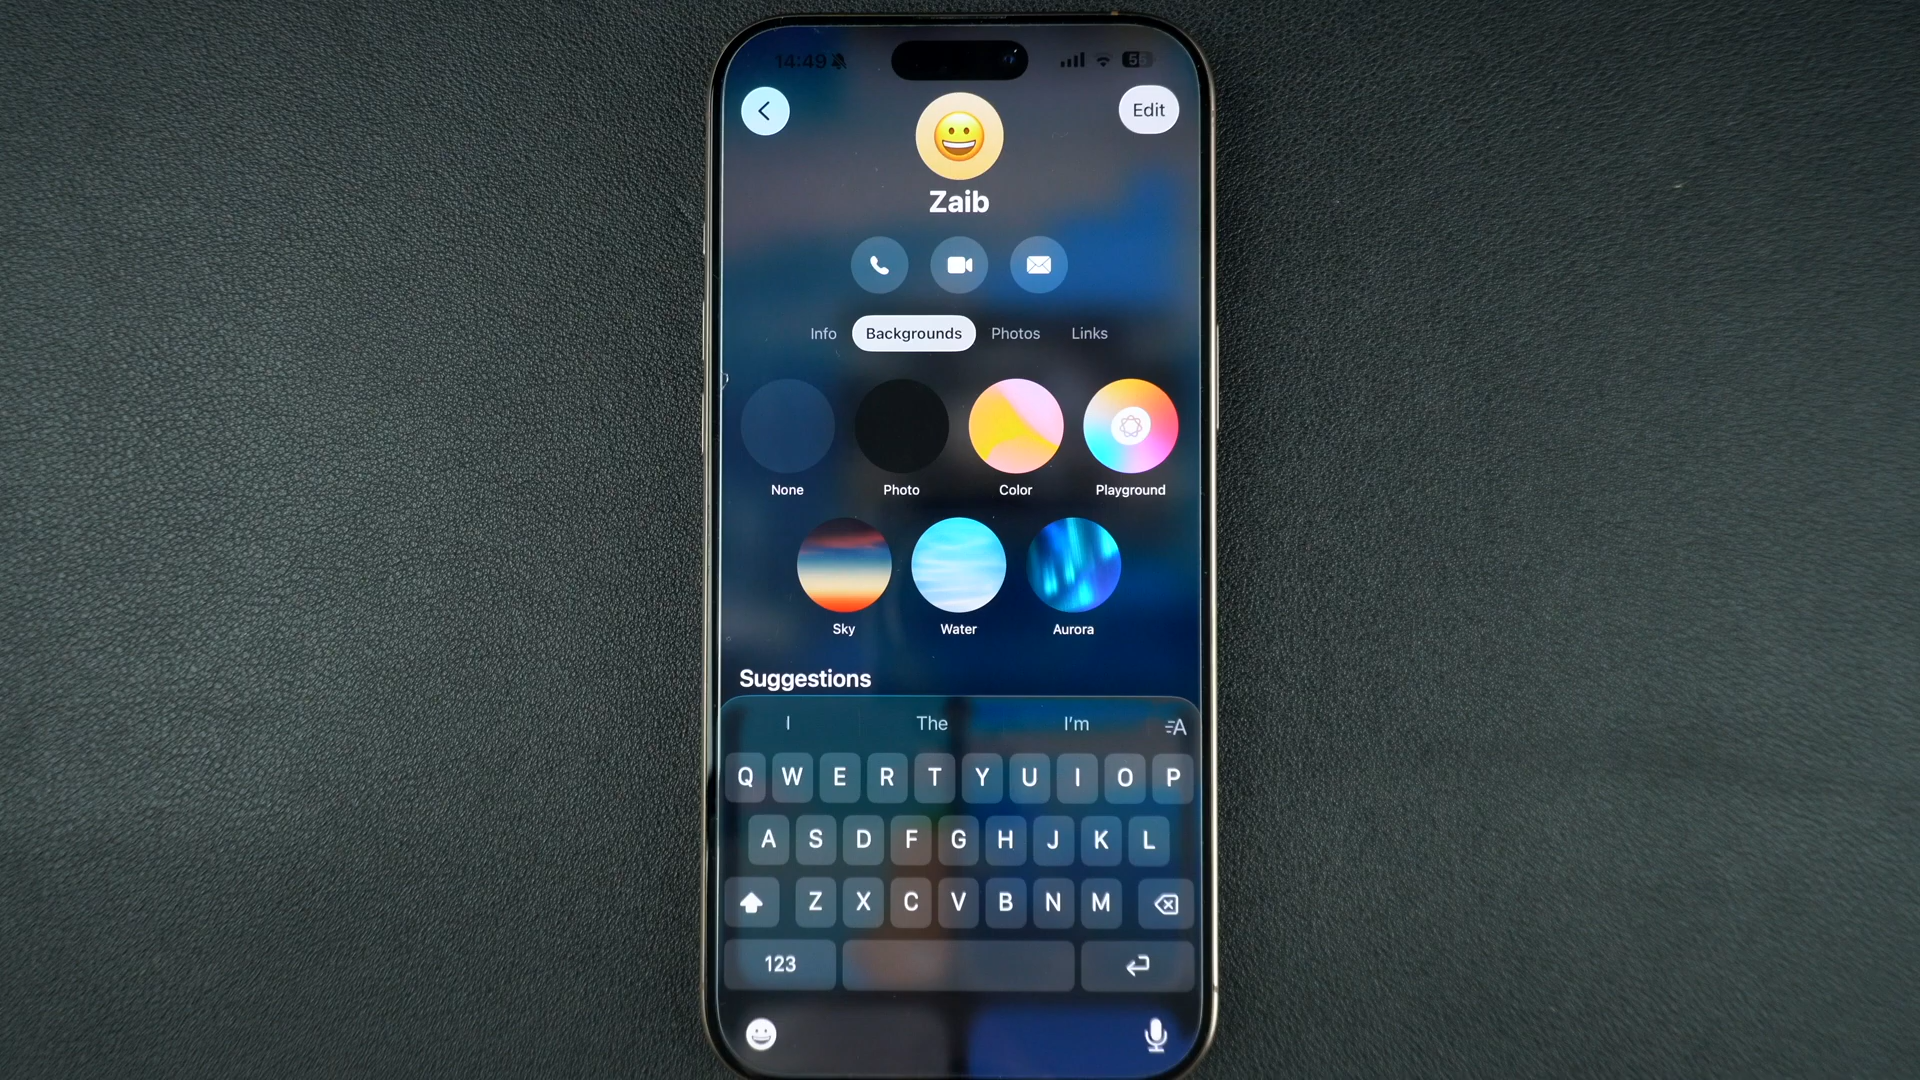 14:49
Edit
Zaib
Info Backgrounds Photos Links
None Photo Color Playground
Sky Water Aurora
Suggestions
I The I'm
Q W E R T Y U I O P
A S D F G H J K L
Z X C V B N M
123